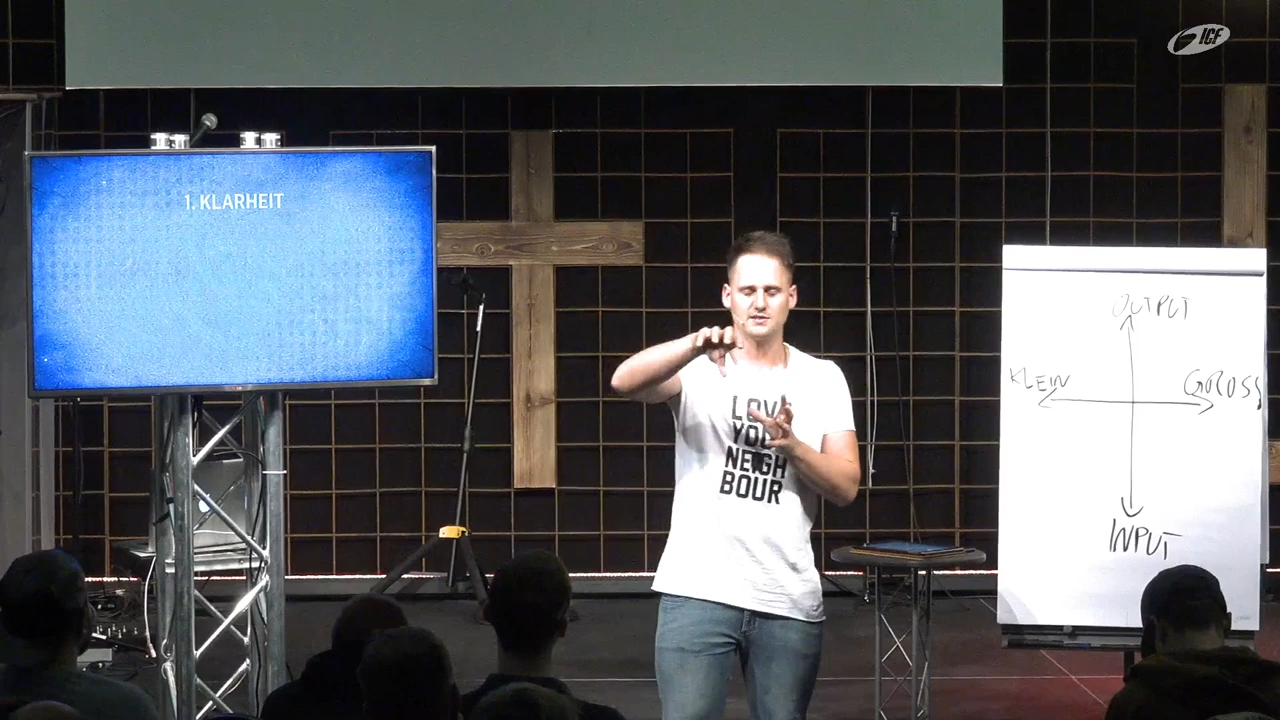 ICF
1. KLARHEIT
LOVE
YOUR
NEIGH
BOUR
OUTPUT
KLEIN
GROSS
INPUT